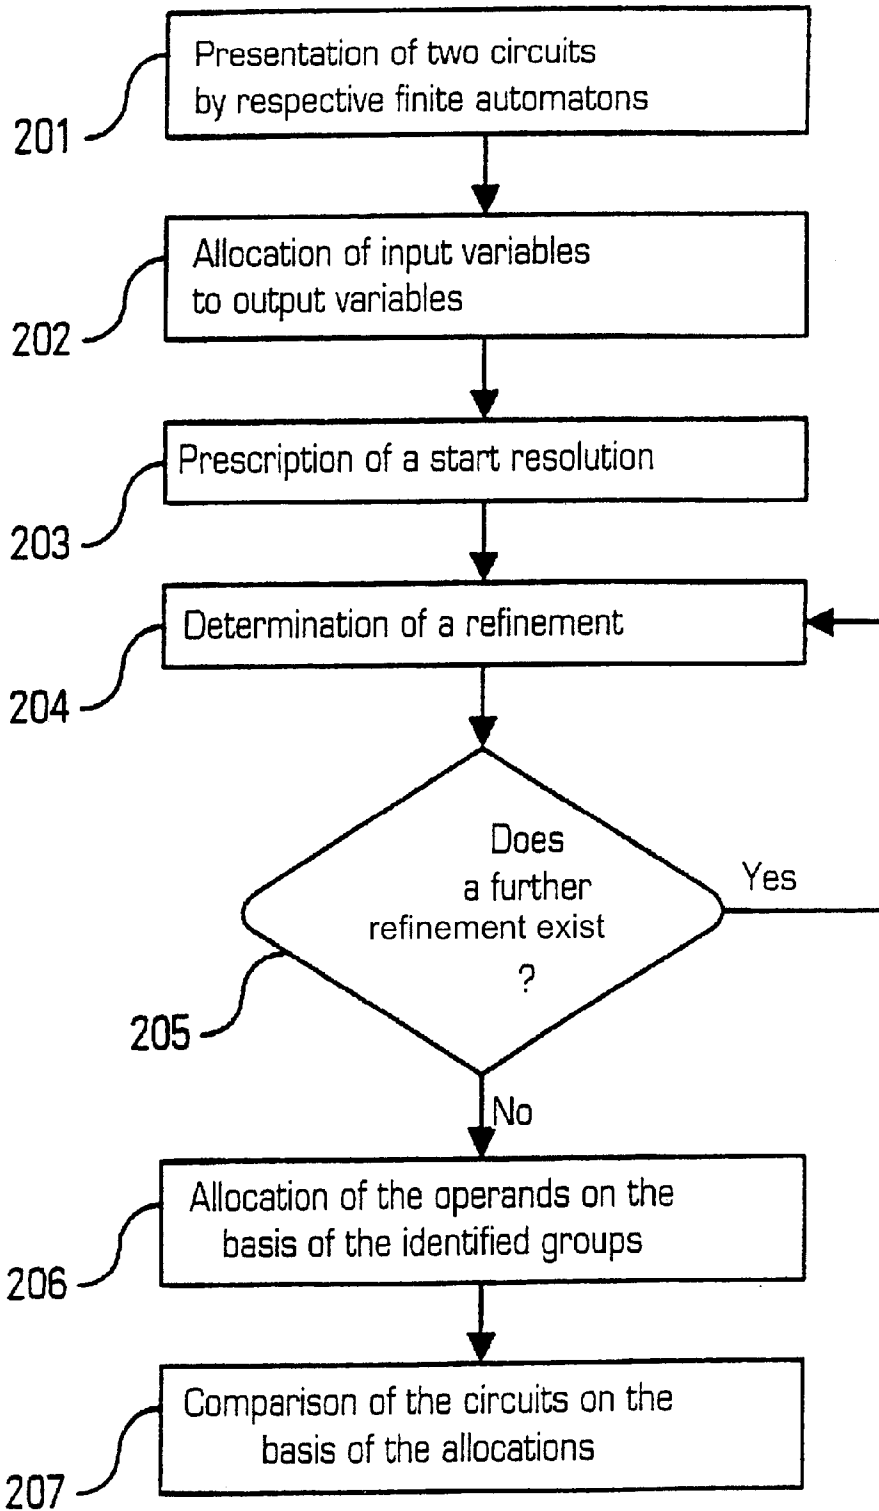 Presentation of two circuits
by respective finite automatons
201
Allocation of input variables
to output variables
202
Prescription of a start resolution
203
Determination of a refinement
204
Does
a further
refinement exist
?
Yes
205
No
Allocation of the operands on the
basis of the identified groups
206
Comparison of the circuits on the
basis of the allocations
207